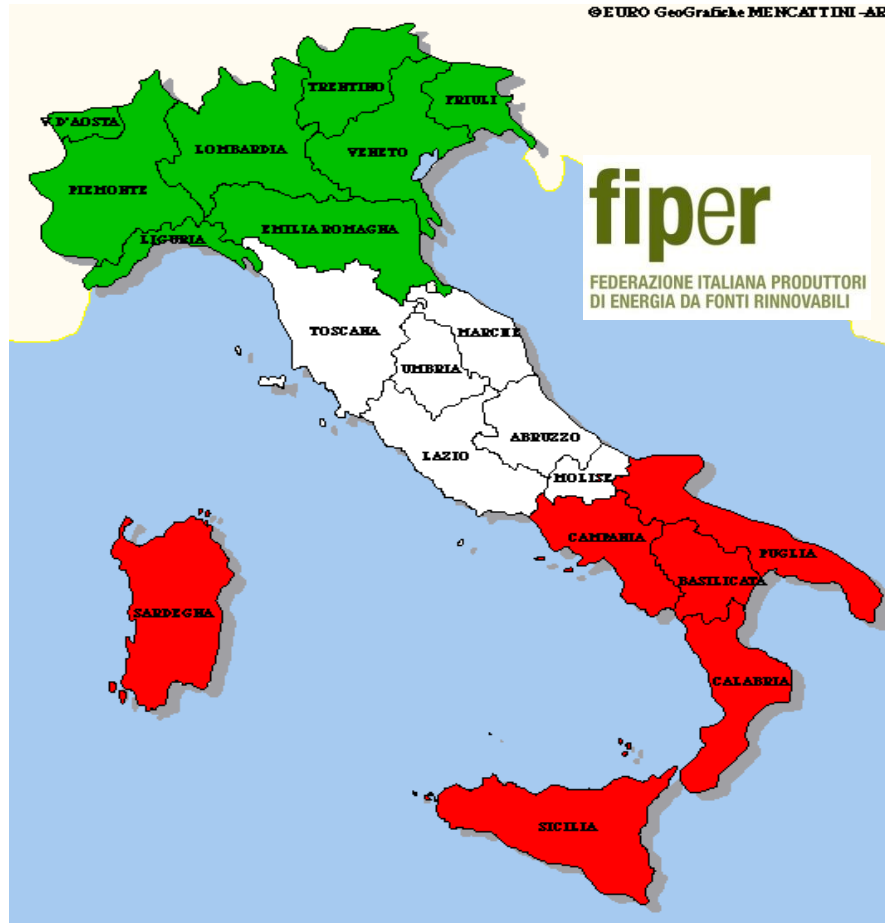 ©EURO GeoGrafiche MENCATTINI-AR
TRENTINO
FRIULI
V. D'AOSTA
LOMBARDIA
VENETO
PIEMONTE
EMILIA ROMAGNA
LIGURIA
fiper
FEDERAZIONE ITALIANA PRODUTTORI
DI ENERGIA DA FONTI RINNOVABILI
TOSCANA
MARCHE
UMBRIA
ABRUZZO
LAZIO
MOLISE
CAMPANIA
PUGLIA
BASILICATA
SARDEGNA
CALABRIA
SICILIA